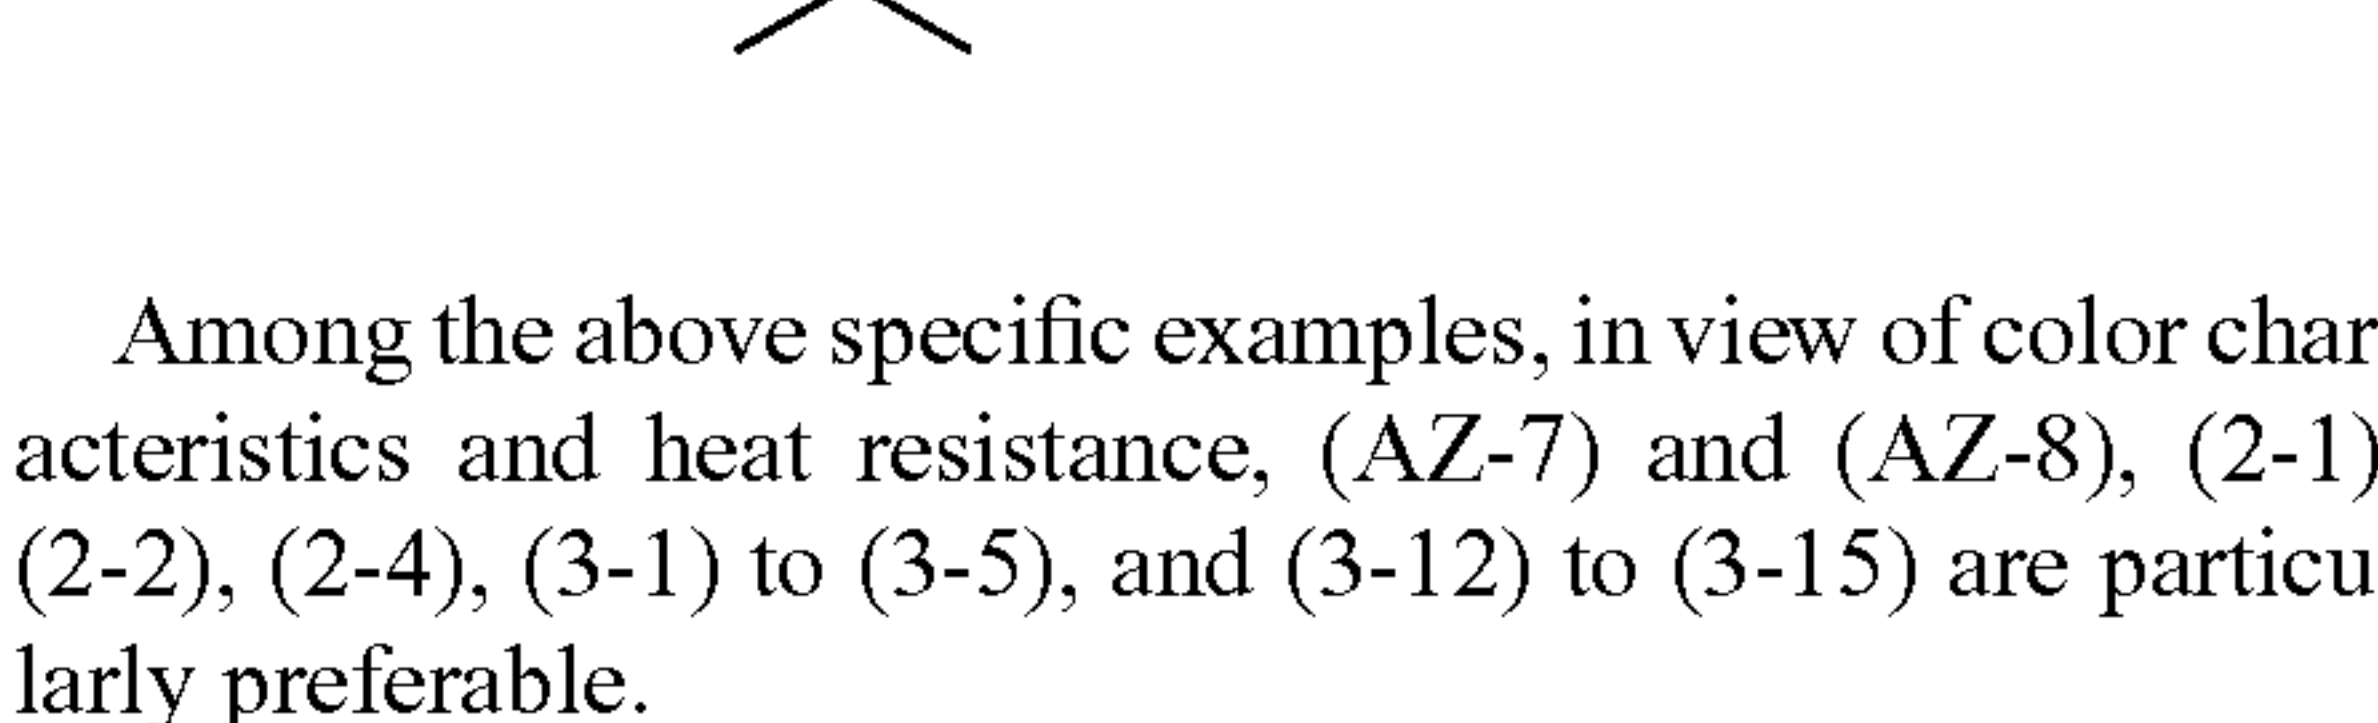 Among the above specific examples, in view of color char
acteristics and heat resistance, (AZ-7) and (AZ-8), (2-1)
(2-2), (2-4), (3-1) to (3-5), and (3-12) to (3-15) are particu
larly preferable.